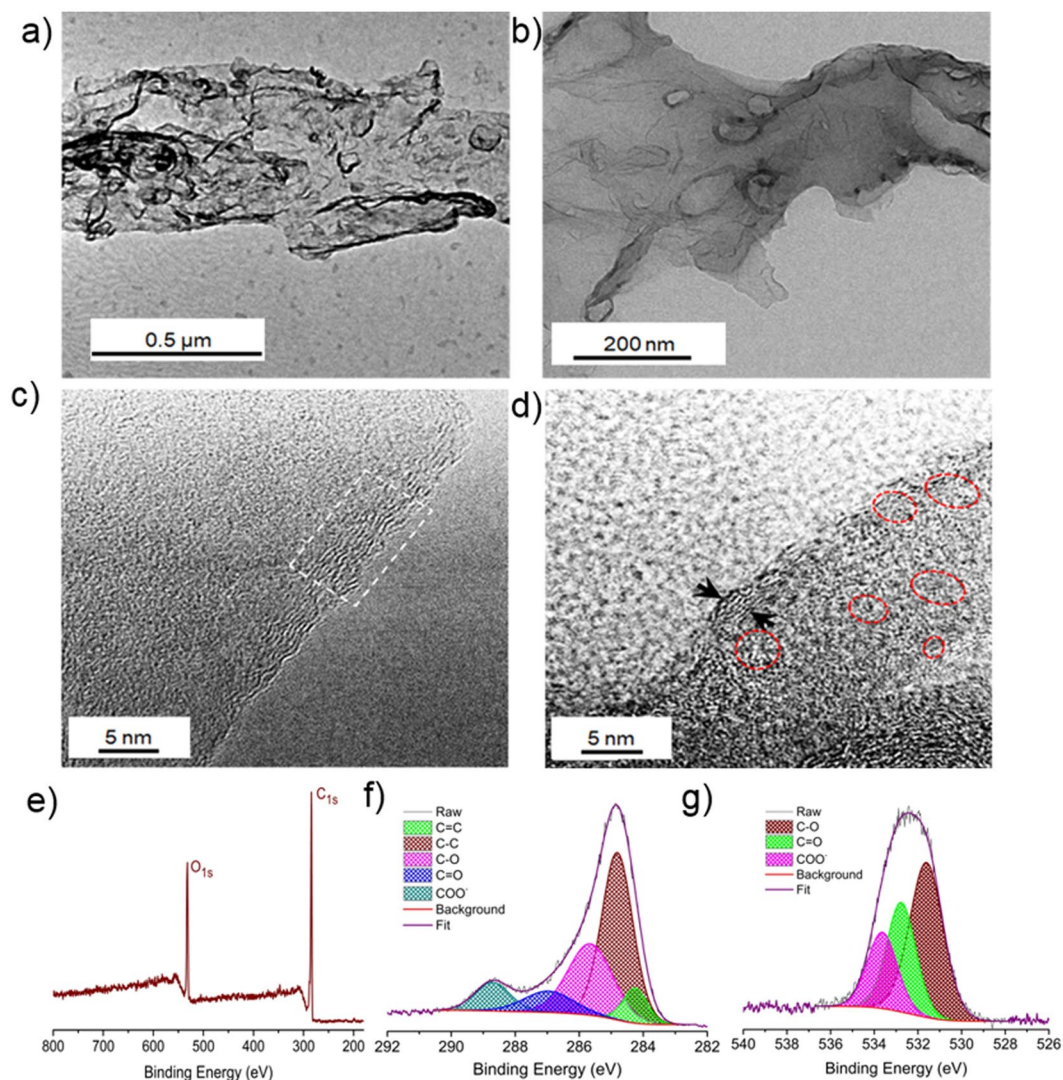 a)
b)
0.5 µm
200 nm
c)
d)
5 nm
5 nm
e)
f)
g)
C1s
O1s
800 700 600 500 400 300 200
Binding Energy (eV)
Raw
C=C
C-C
C-O
C=O
COO-
Background
Fit
292 290 288 286 284 282
Binding Energy (eV)
Raw
C-O
C=O
COO-
Background
Fit
540 538 536 534 532 530 528 526
Binding Energy (eV)